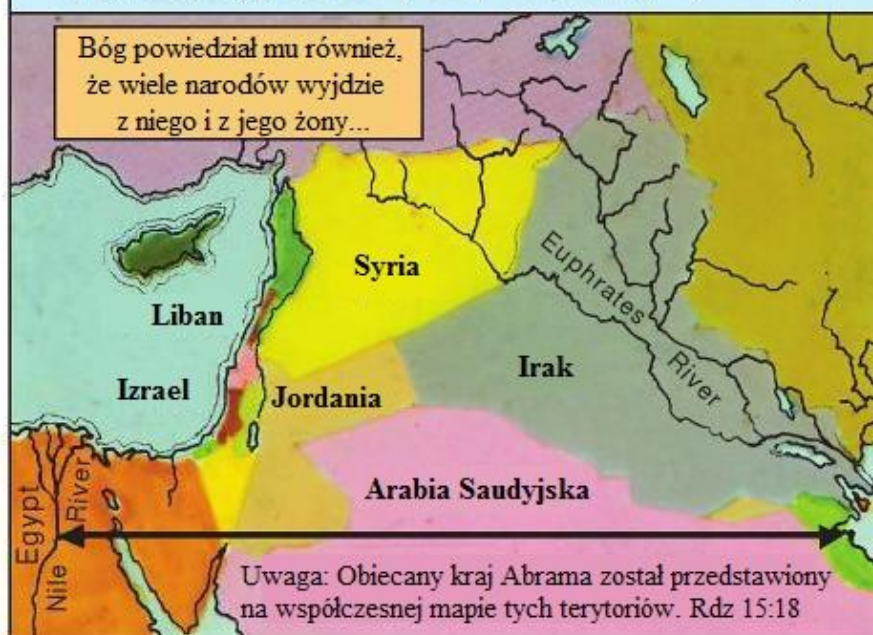 Bóg powiedział mu również,
że wiele narodów wyjdzie
z niego i z jego żony...
Syria
Euphrates River
Liban
Irak
Izrael
Jordania
Arabia Saudyjska
Egypt
Nile River
Uwaga: Obiecany kraj Abrama został przedstawiony
na współczesnej mapie tych terytoriów. Rdz 15:18